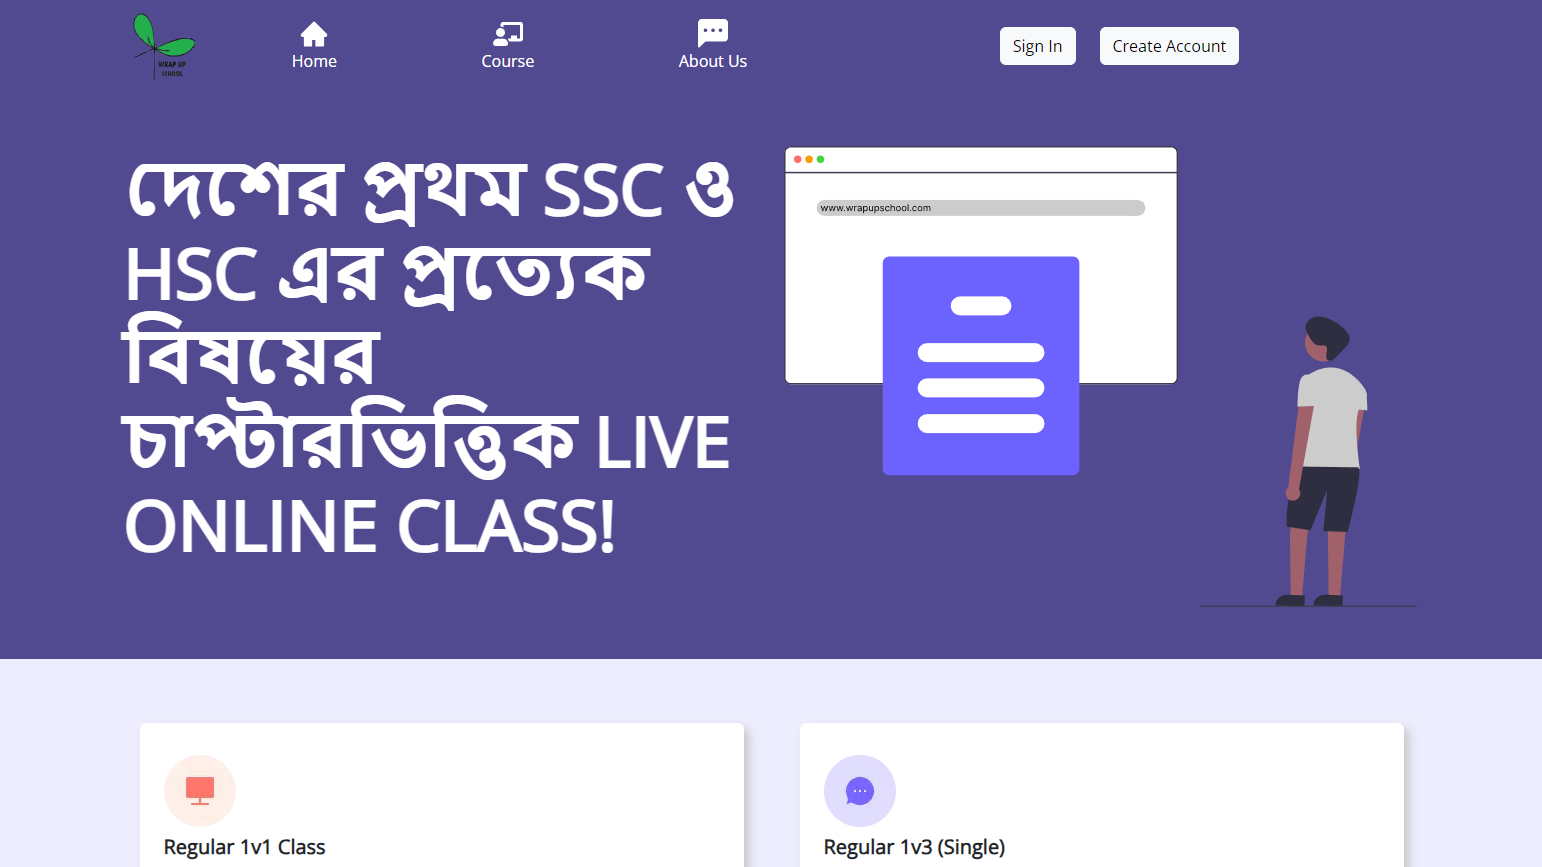 WRAP UP
SCHOOL
Home
Course
About Us
Sign In
Create Account
দেশের প্রথম SSC ও
HSC এর প্রত্যেক
বিষয়ের
চাপ্টারভিত্তিক LIVE
ONLINE CLASS!
www.wrapupschool.com
Regular 1v1 Class
Regular 1v3 (Single)